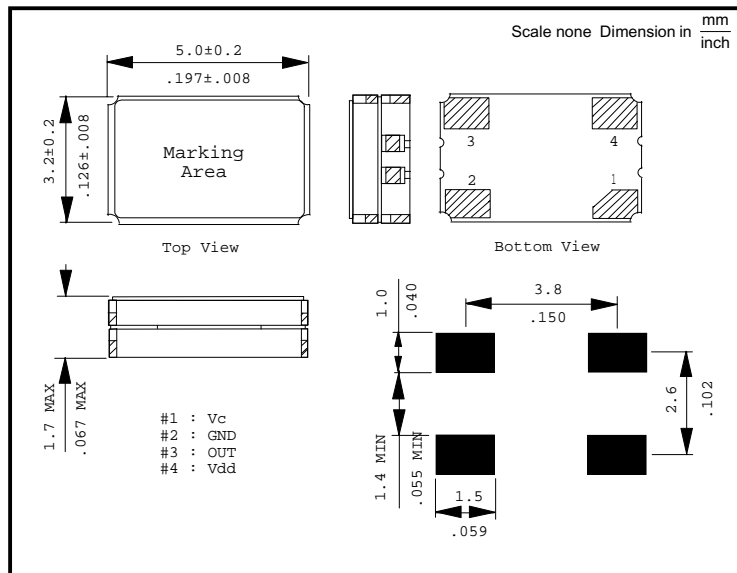 Scale none Dimension in mm
inch
5.0±0.2
.197±.008
3.2±0.2
.126±.008
Marking
Area
Top View
3
4
2
1
Bottom View
1.7 MAX
.067 MAX
#1 : Vc
#2 : GND
#3 : OUT
#4 : Vdd
1.0
.040
3.8
.150
2.6
.102
1.4 MIN
.055 MIN
1.5
.059